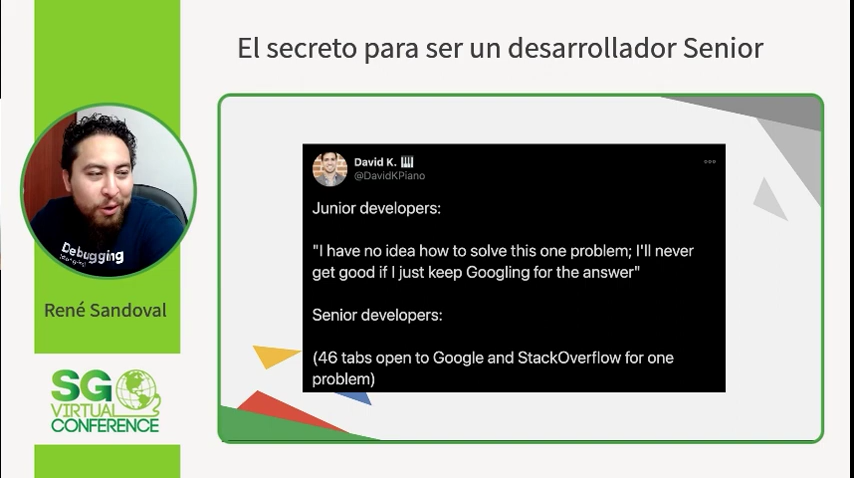 El secreto para ser un desarrollador Senior
David K. 🎹
@DavidKPiano
Junior developers:
"I have no idea how to solve this one problem; I'll never
get good if I just keep Googling for the answer"
Senior developers:
(46 tabs open to Google and StackOverflow for one
problem)
Debugging
René Sandoval
SG
VIRTUAL
CONFERENCE